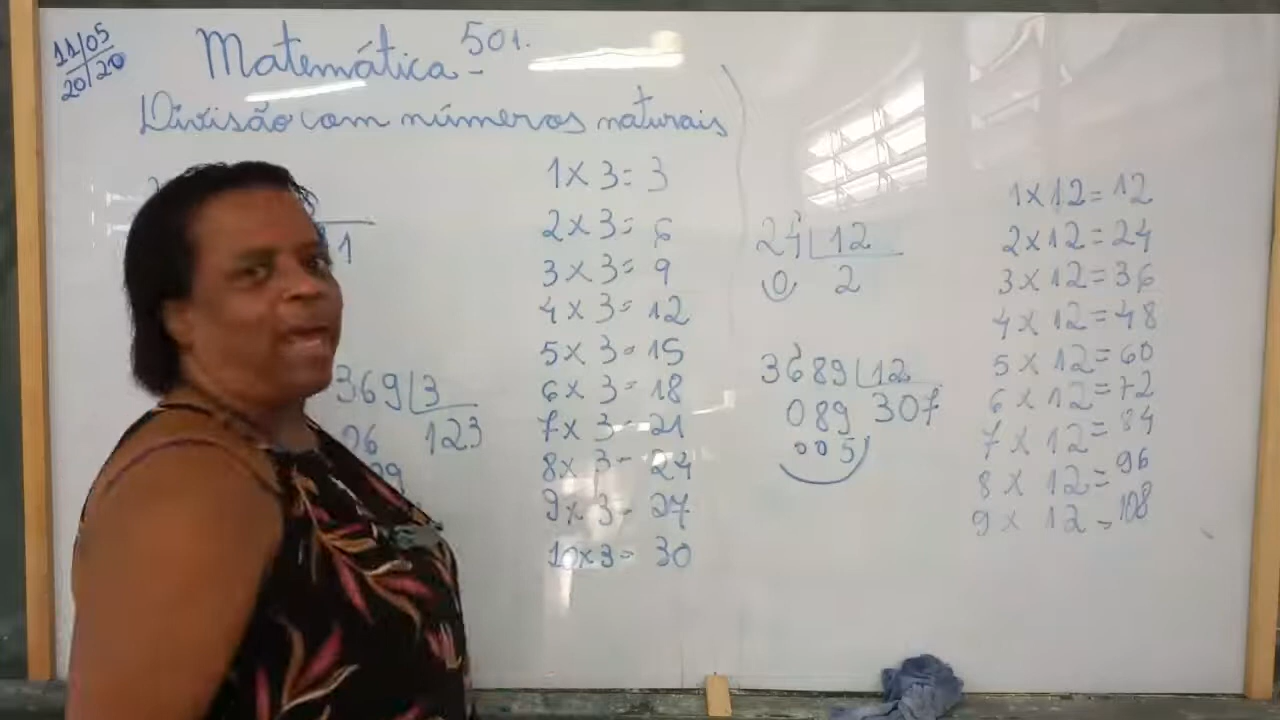 11/05
20/20
Matemática - 501.
Divisão com números naturais
1
369 3
06 123
09
1 x 3 = 3
2 x 3 = 6
3 x 3 = 9
4 x 3 = 12
5 x 3 = 15
6 x 3 = 18
7 x 3 = 21
8 x 3 = 24
9 x 3 = 27
10 x 3 = 30
24 12
0 2
3689 12
089 307
005
1 x 12 = 12
2 x 12 = 24
3 x 12 = 36
4 x 12 = 48
5 x 12 = 60
6 x 12 = 72
7 x 12 = 84
8 x 12 = 96
9 x 12 = 108